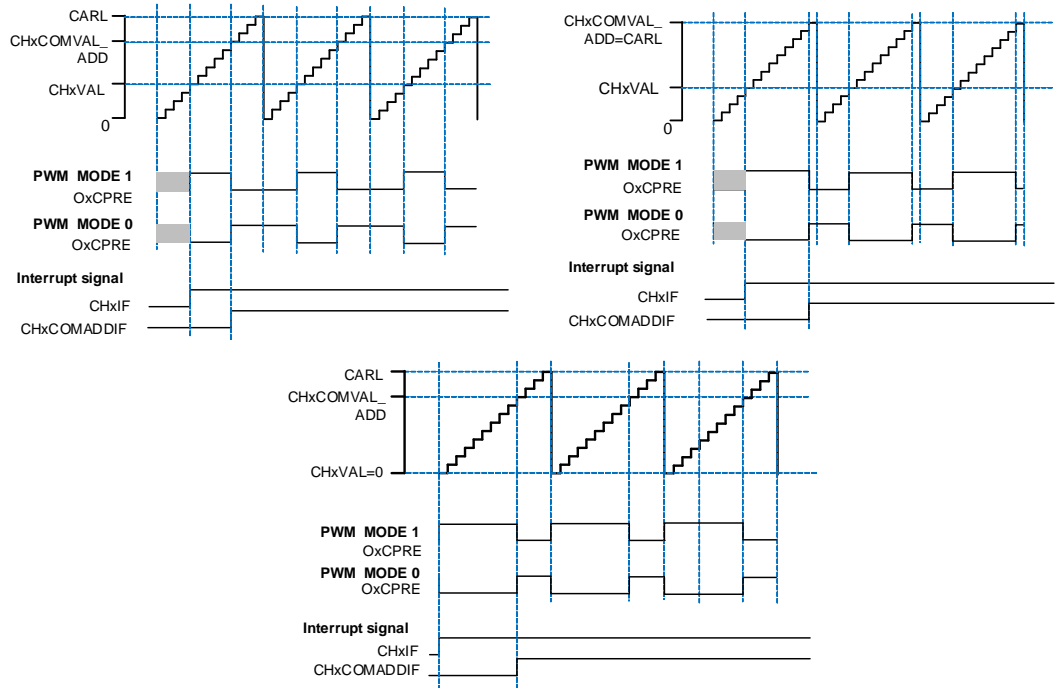 CARL
CHxCOMVAL_
ADD
CHxVAL
0
PWM MODE 1
OxCPRE
PWM MODE 0
OxCPRE
Interrupt signal
CHxIF
CHxCOMADDIF
CHxCOMVAL_
ADD=CARL
CHxVAL
0
PWM MODE 1
OxCPRE
PWM MODE 0
OxCPRE
Interrupt signal
CHxIF
CHxCOMADDIF
CARL
CHxCOMVAL_
ADD
CHxVAL=0
PWM MODE 1
OxCPRE
PWM MODE 0
OxCPRE
Interrupt signal
CHxIF
CHxCOMADDIF